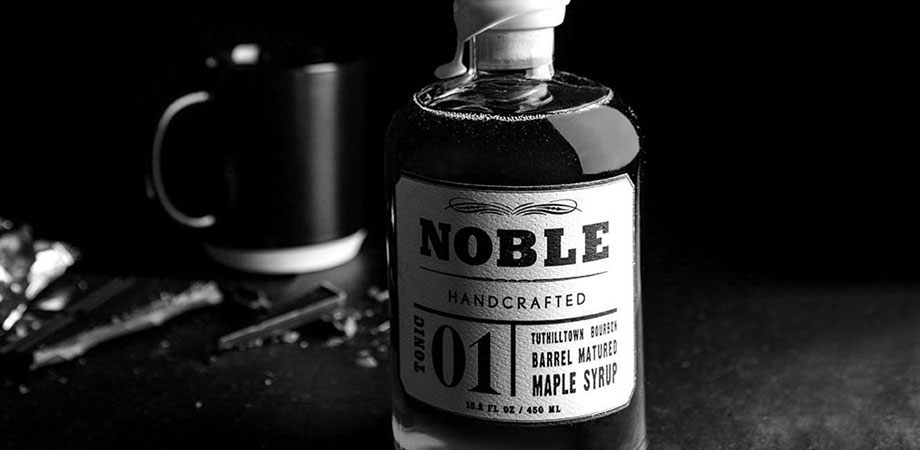 NOBLE
HANDCRAFTED
TONIC
01
TUTHILLTOWN BOURBON
BARREL MATURED
MAPLE SYRUP
15.2 FL OZ / 450 ML